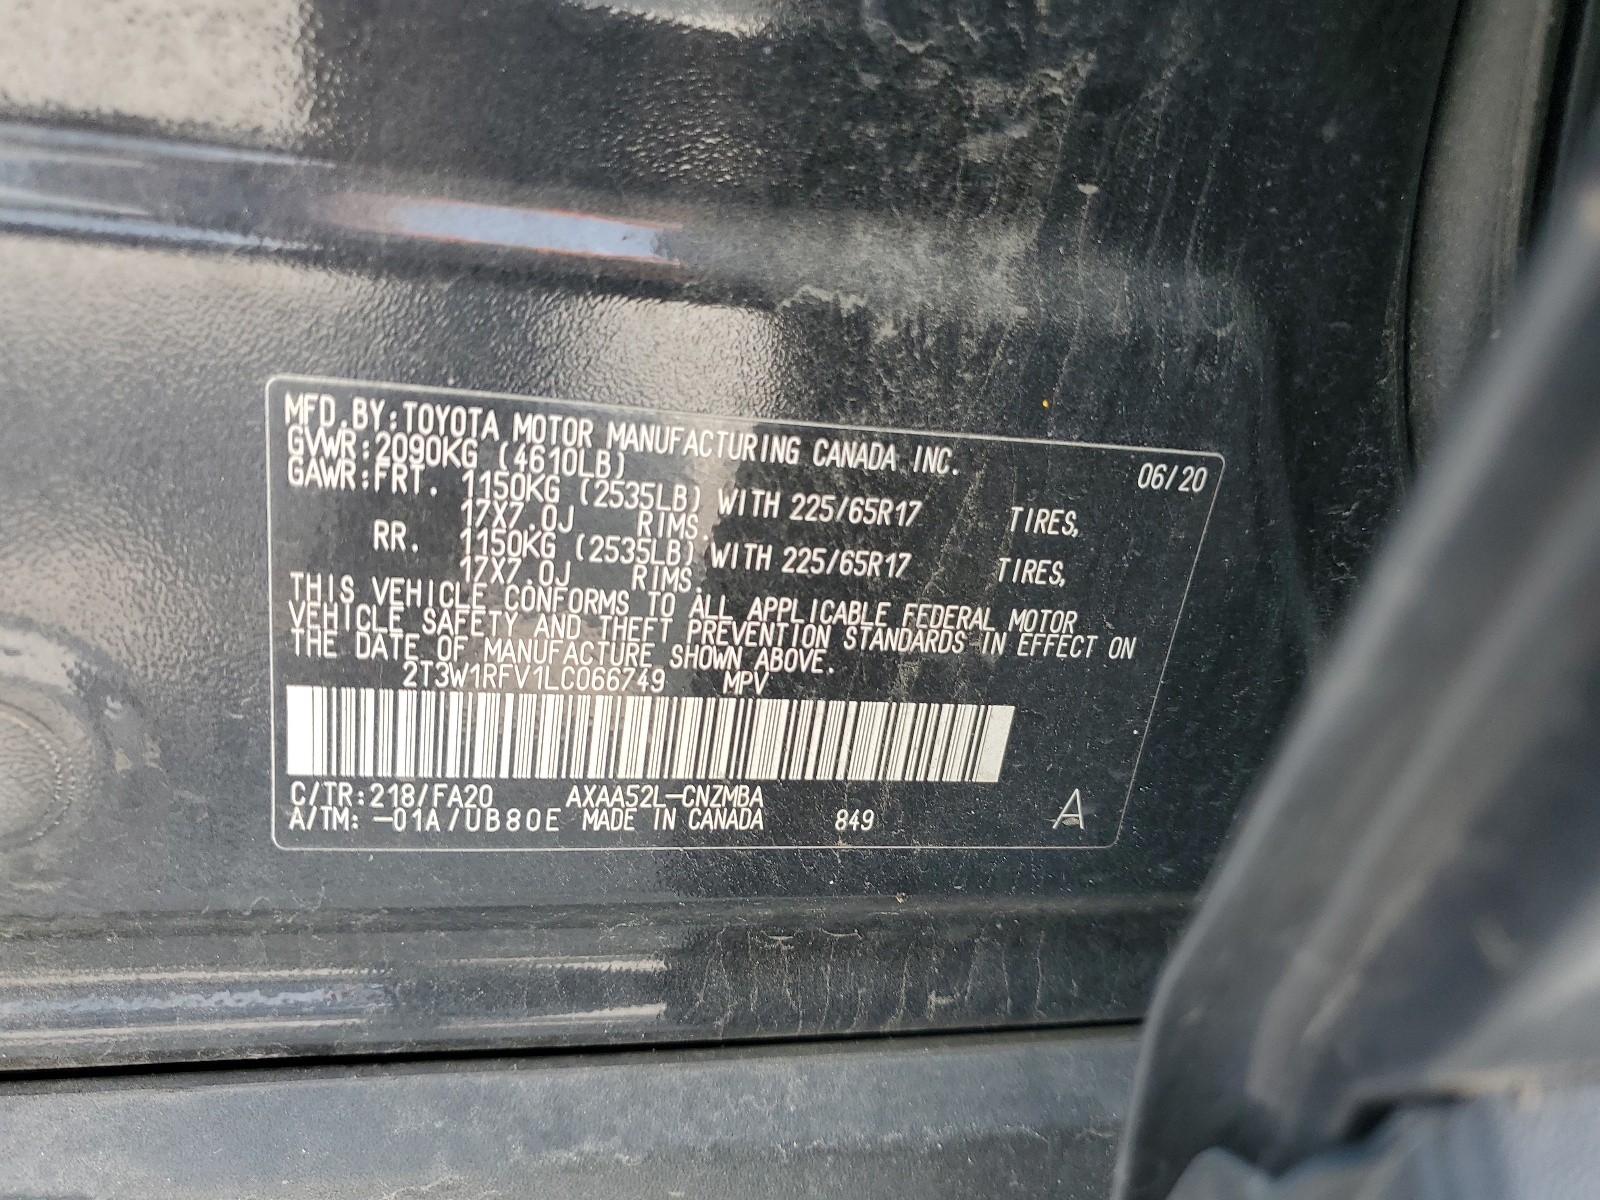 MFD.BY:TOYOTA MOTOR MANUFACTURING CANADA INC. 06/20
GVWR:2090KG (4610LB)
GAWR:FRT. 1150KG (2535LB) WITH 225/65R17 TIRES,
17X7.0J RIMS.
RR. 1150KG (2535LB) WITH 225/65R17 TIRES,
17X7.0J RIMS.
THIS VEHICLE CONFORMS TO ALL APPLICABLE FEDERAL MOTOR
VEHICLE SAFETY AND THEFT PREVENTION STANDARDS IN EFFECT ON
THE DATE OF MANUFACTURE SHOWN ABOVE.
2T3W1RFV1LC066749 MPV
C/TR:218/FA20 AXAA52L-CNZMBA
A/TM:-01A/UB80E MADE IN CANADA 849 A